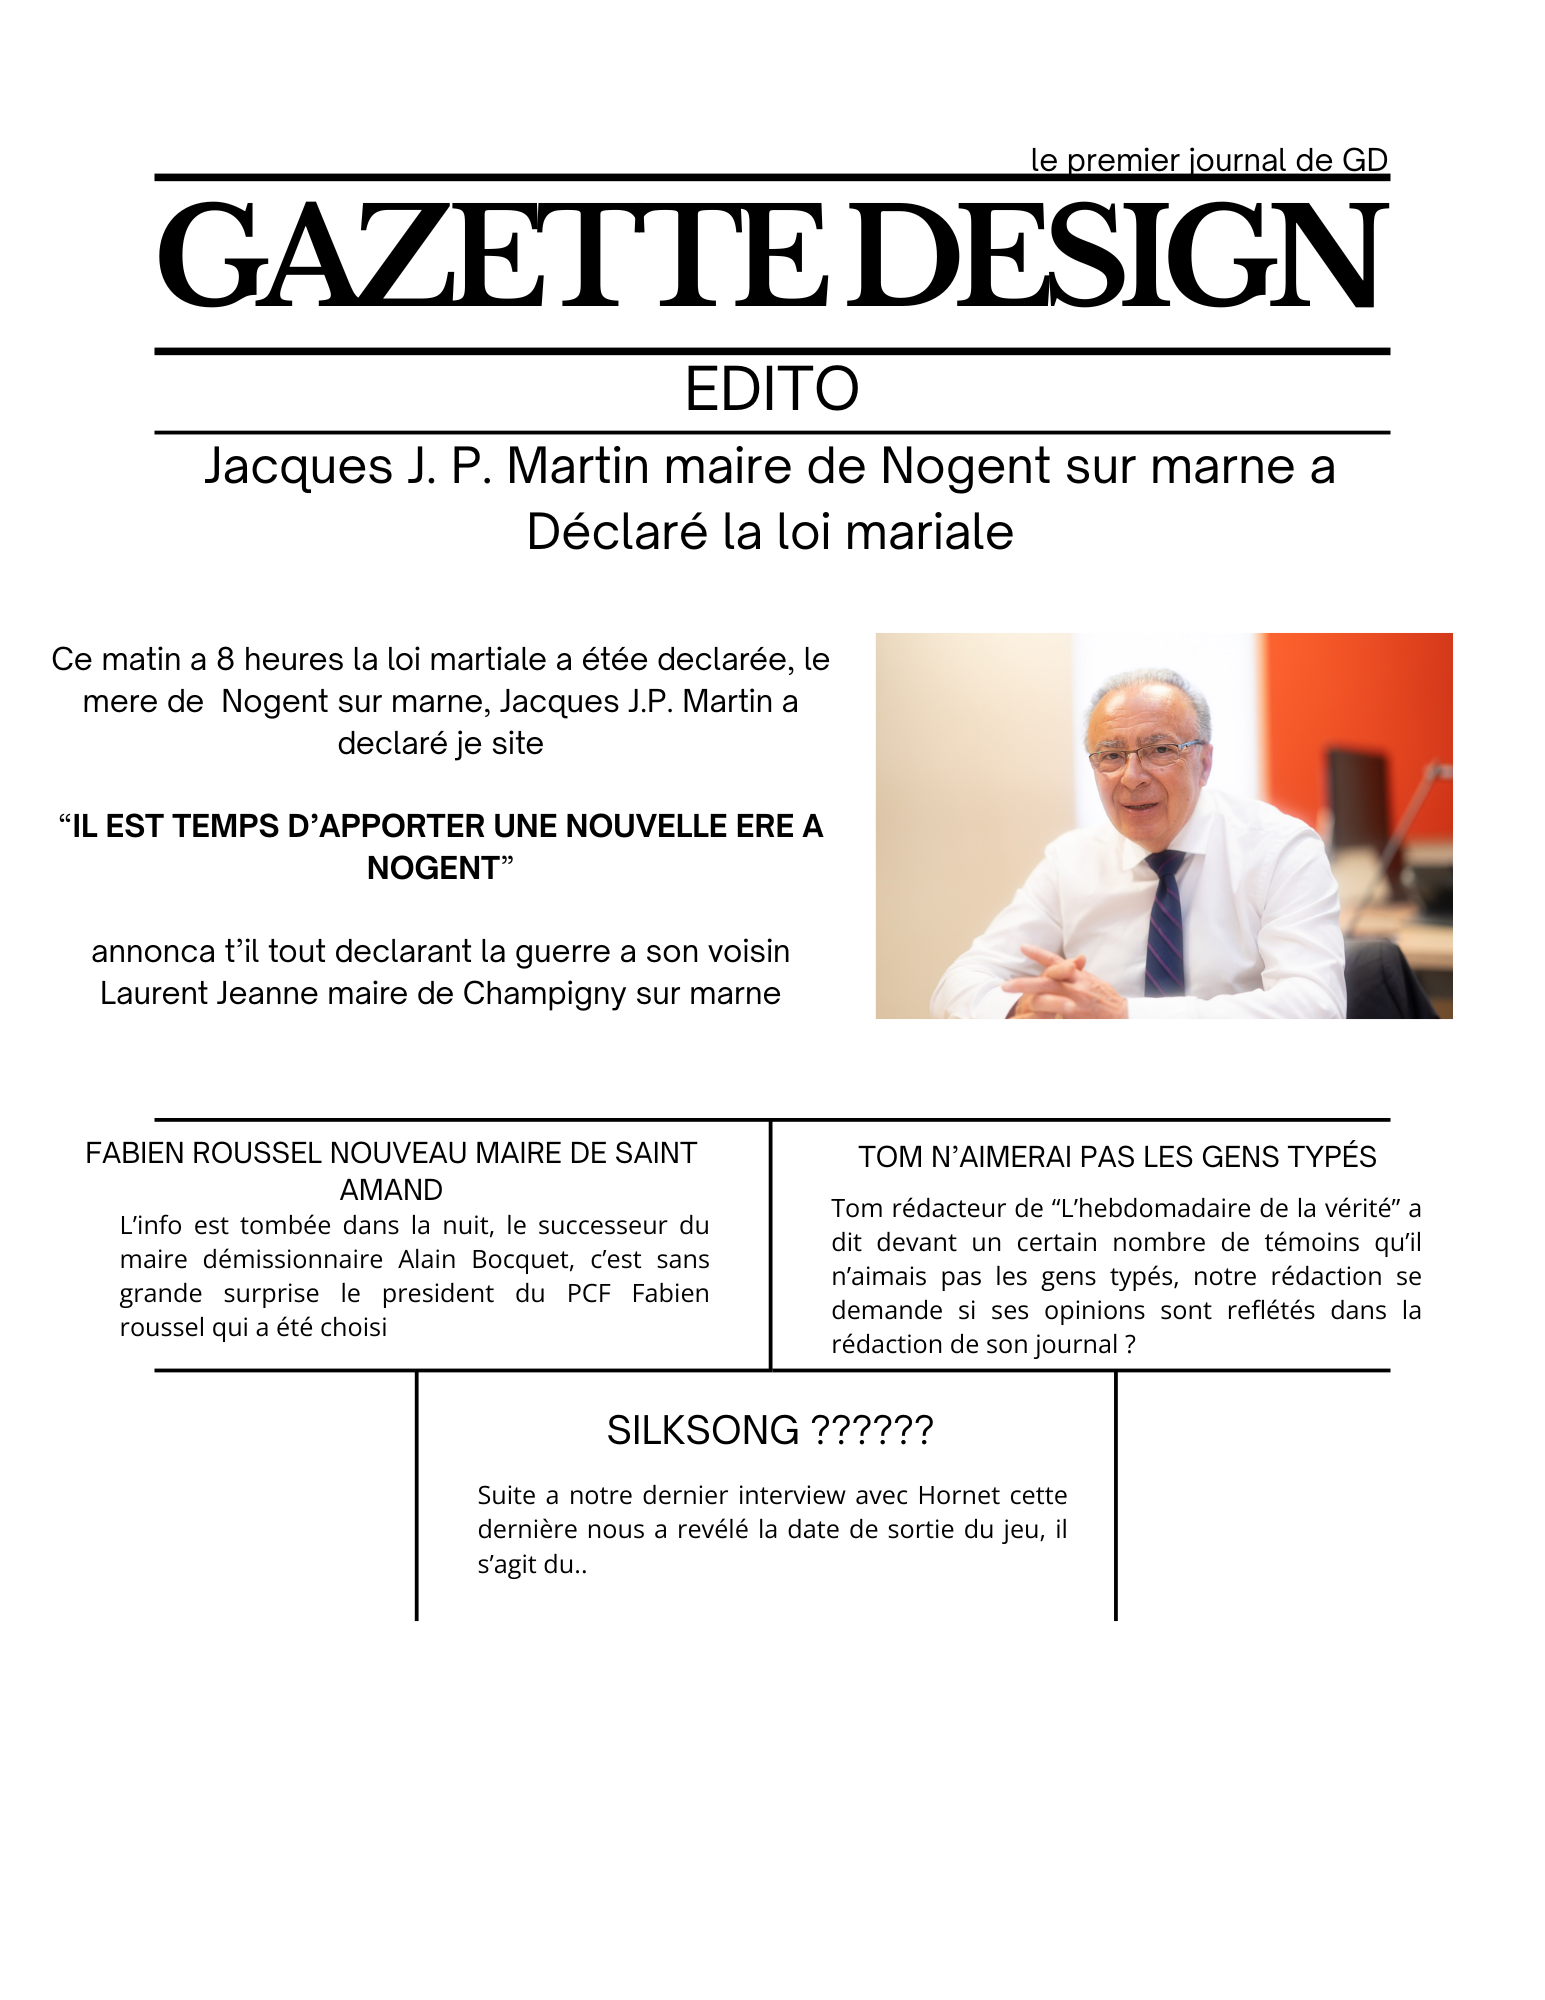 le premier journal de GD
GAZETTE DESIGN
EDITO
Jacques J. P. Martin maire de Nogent sur marne a
Déclaré la loi mariale
Ce matin a 8 heures la loi martiale a étée declarée, le
mere de  Nogent sur marne, Jacques J.P. Martin a
declaré je site
“IL EST TEMPS D’APPORTER UNE NOUVELLE ERE A
NOGENT”
annonca t’il tout declarant la guerre a son voisin
Laurent Jeanne maire de Champigny sur marne
FABIEN ROUSSEL NOUVEAU MAIRE DE SAINT
AMAND
L’info est tombée dans la nuit, le successeur du
maire démissionnaire Alain Bocquet, c’est sans
grande surprise le president du PCF Fabien
roussel qui a été choisi
TOM N’AIMERAI PAS LES GENS TYPÉS
Tom rédacteur de “L’hebdomadaire de la vérité” a
dit devant un certain nombre de témoins qu’il
n’aimais pas les gens typés, notre rédaction se
demande si ses opinions sont reflétés dans la
rédaction de son journal ?
SILKSONG ??????
Suite a notre dernier interview avec Hornet cette
dernière nous a revélé la date de sortie du jeu, il
s’agit du..